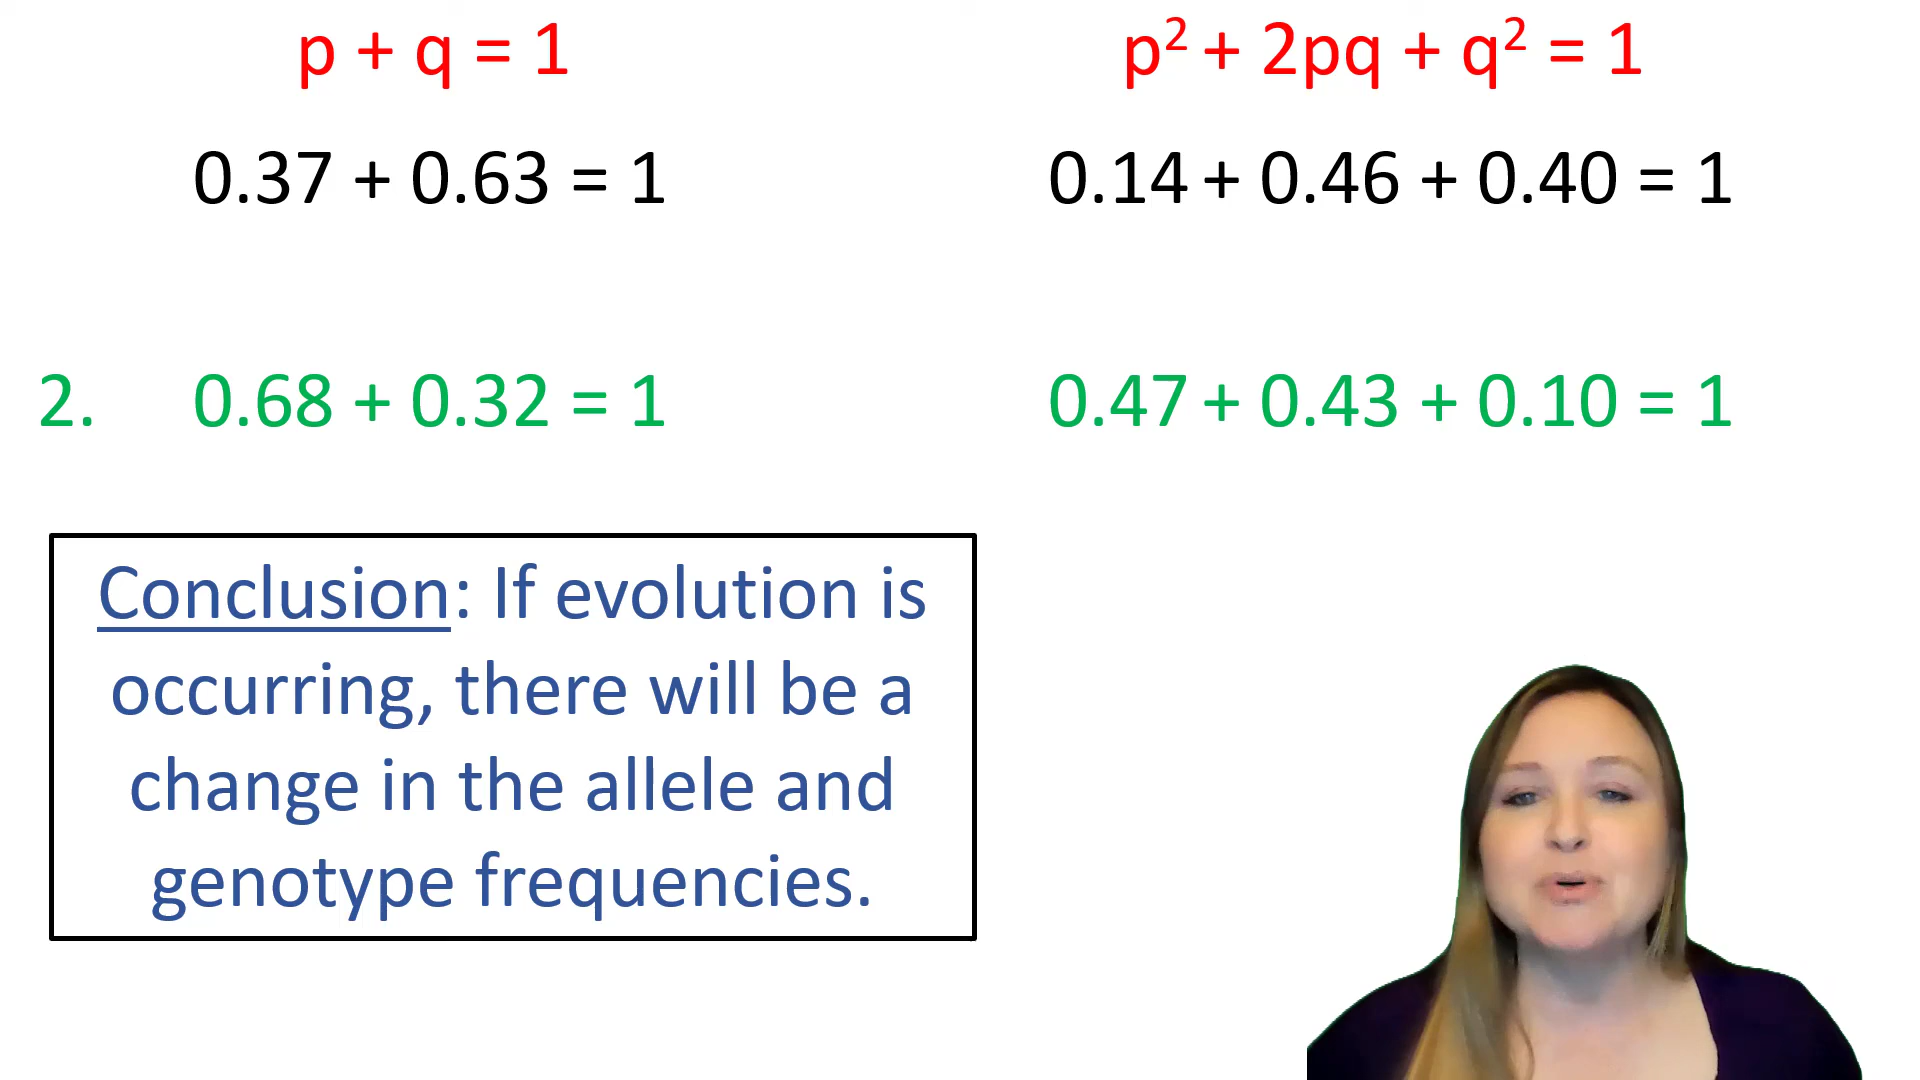 p + q = 1
p² + 2pq + q² = 1
0.37 + 0.63 = 1
0.14 + 0.46 + 0.40 = 1
2. 0.68 + 0.32 = 1
0.47 + 0.43 + 0.10 = 1
Conclusion: If evolution is
occurring, there will be a
change in the allele and
genotype frequencies.